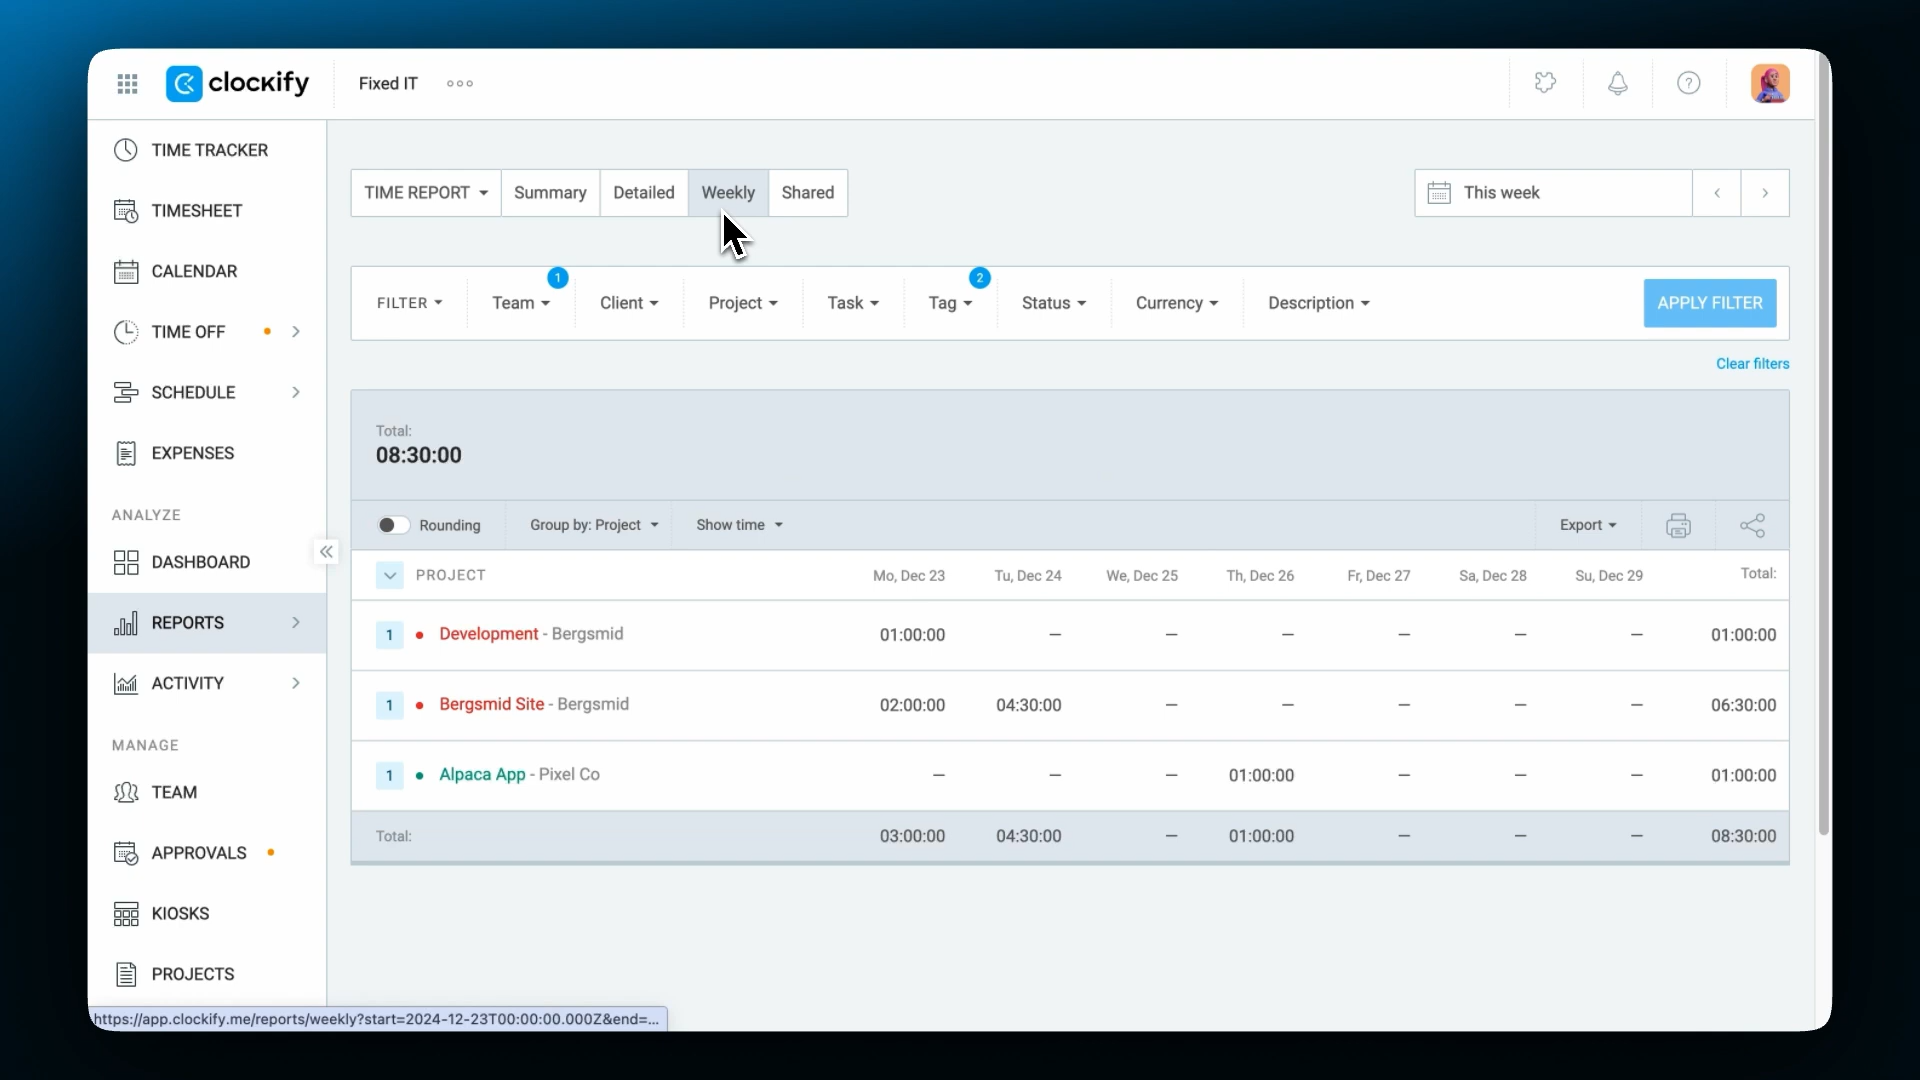 clockify
Fixed IT
TIME TRACKER
TIMESHEET
CALENDAR
TIME OFF
SCHEDULE
EXPENSES
ANALYZE
DASHBOARD
REPORTS
ACTIVITY
MANAGE
TEAM
APPROVALS
KIOSKS
PROJECTS
TIME REPORT Summary Detailed Weekly Shared
This week
1 2
FILTER Team Client Project Task Tag Status Currency Description APPLY FILTER
Clear filters
Total:
08:30:00
Rounding Group by: Project Show time Export
PROJECT Mo, Dec 23 Tu, Dec 24 We, Dec 25 Th, Dec 26 Fr, Dec 27 Sa, Dec 28 Su, Dec 29 Total:
1 Development - Bergsmid 01:00:00 – – – – – – 01:00:00
1 Bergsmid Site - Bergsmid 02:00:00 04:30:00 – – – – – 06:30:00
1 Alpaca App - Pixel Co – – – 01:00:00 – – – 01:00:00
Total: 03:00:00 04:30:00 – 01:00:00 – – – 08:30:00
https://app.clockify.me/reports/weekly?start=2024-12-23T00:00:00.000Z&end=...